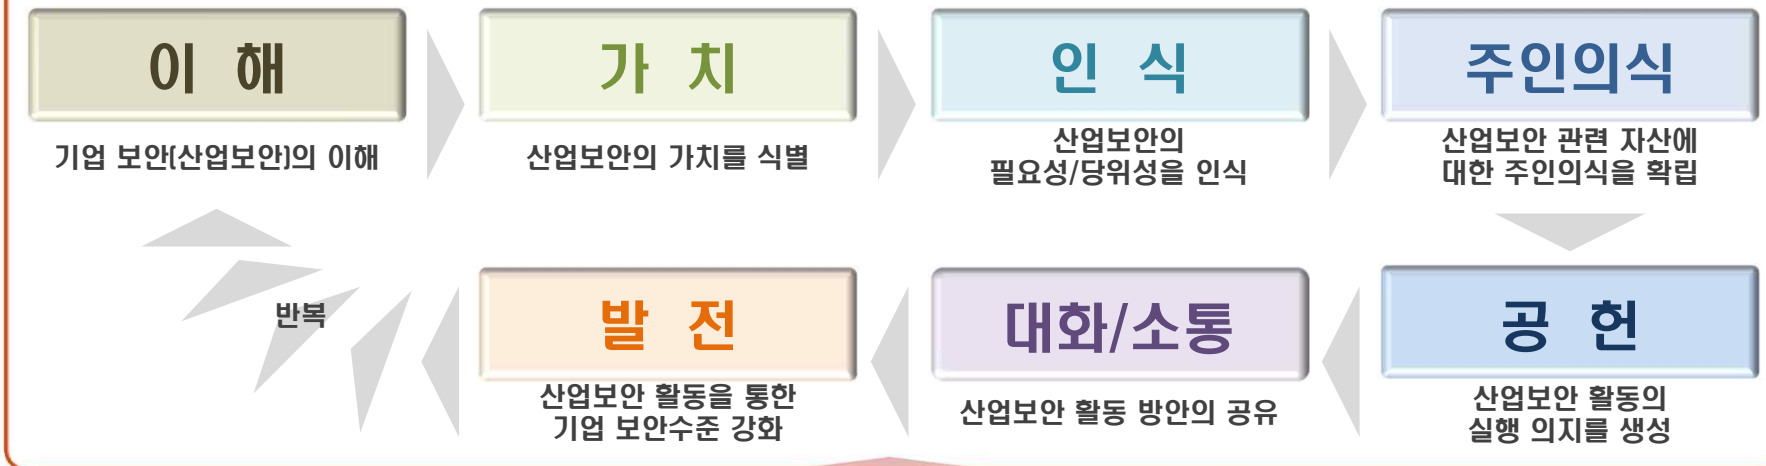 이 해
가 치
인 식
주인의식
기업 보안(산업보안)의 이해
산업보안의 가치를 식별
산업보안의
필요성/당위성을 인식
산업보안 관련 자산에
대한 주인의식을 확립
반복
발 전
대화/소통
공 헌
산업보안 활동을 통한
기업 보안수준 강화
산업보안 활동 방안의 공유
산업보안 활동의
실행 의지를 생성